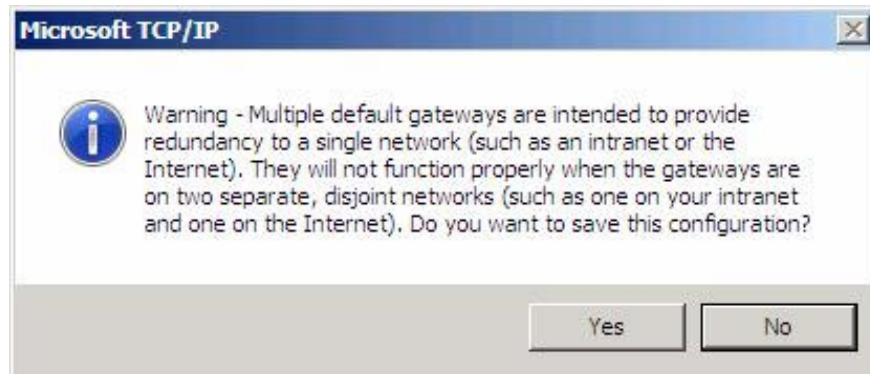 Microsoft TCP/IP
Warning - Multiple default gateways are intended to provide
redundancy to a single network (such as an intranet or the
Internet). They will not function properly when the gateways are
on two separate, disjoint networks (such as one on your intranet
and one on the Internet). Do you want to save this configuration?
Yes No